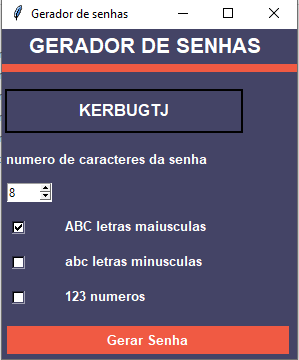 Gerador de senhas
GERADOR DE SENHAS
KERBUGTJ
numero de caracteres da senha
8
ABC letras maiusculas
abc letras minusculas
123 numeros
Gerar Senha